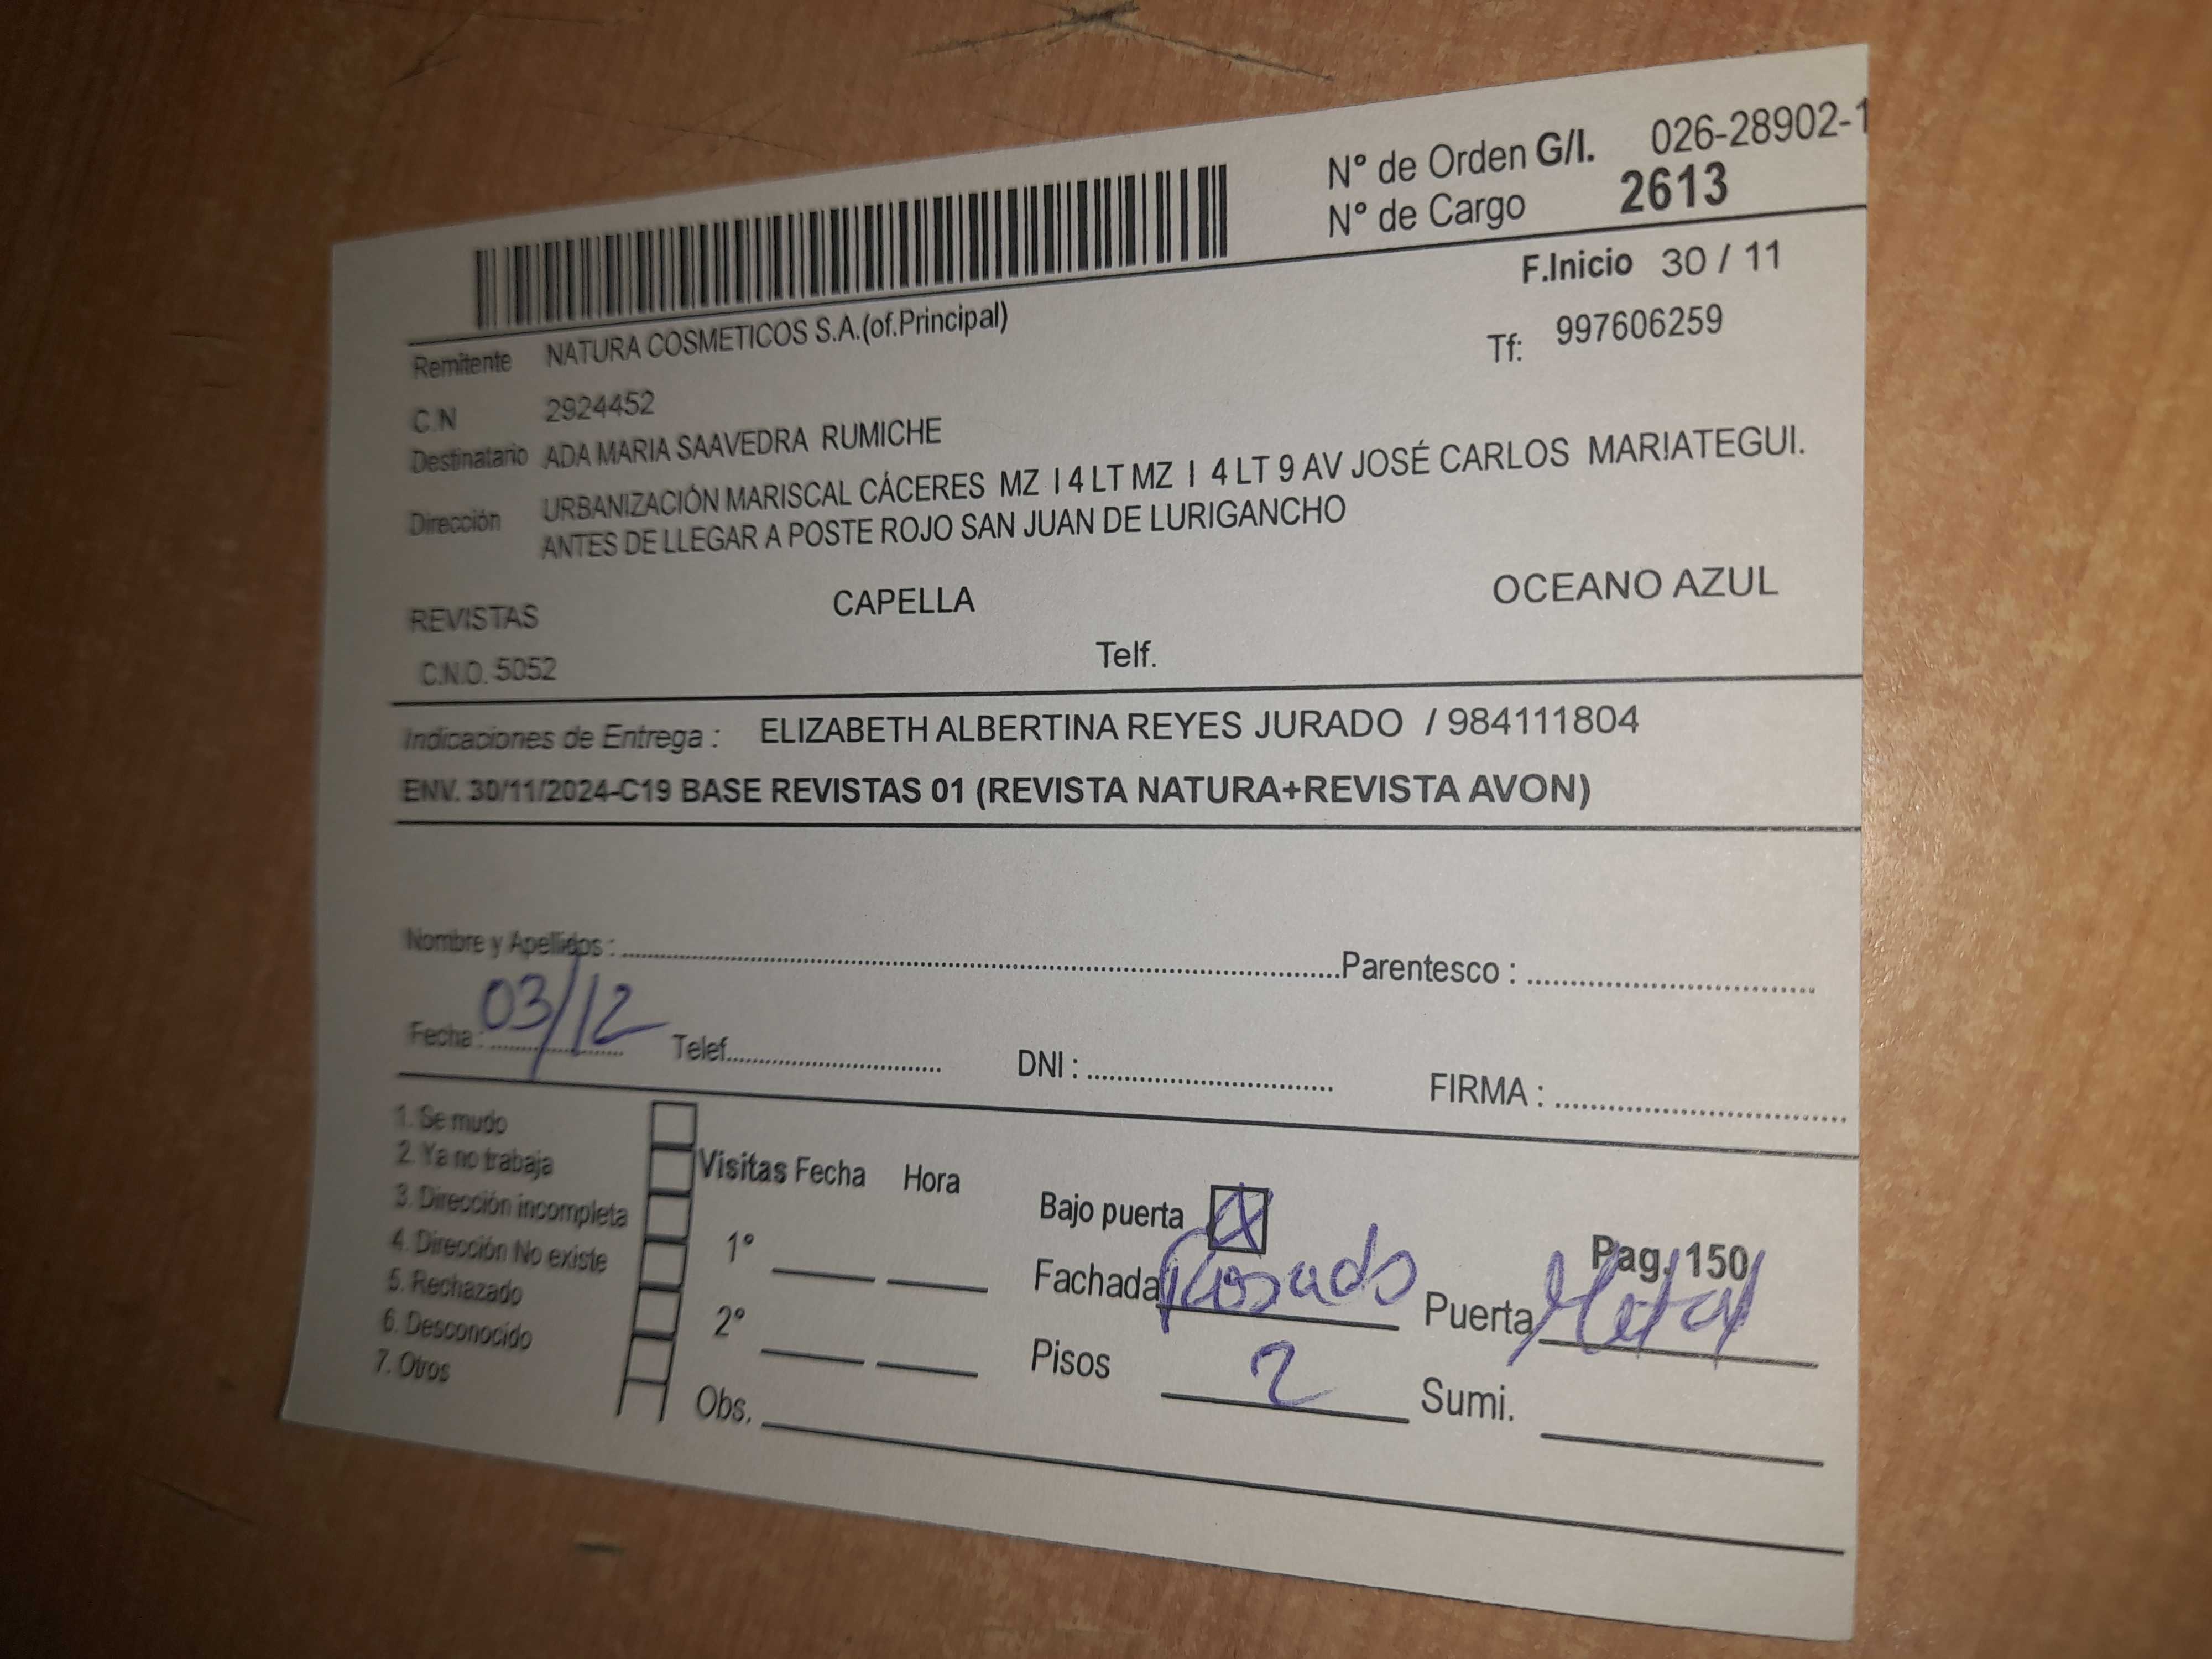 N° de Orden G/I. 026-28902-1
N° de Cargo 2613
F.Inicio 30 / 11
Remitente NATURA COSMETICOS S.A.(of.Principal)
Tf: 997606259
C.N 2924452
Destinatario ADA MARIA SAAVEDRA RUMICHE
Dirección URBANIZACIÓN MARISCAL CÁCERES MZ I 4 LT MZ I 4 LT 9 AV JOSÉ CARLOS MARIATEGUI.
ANTES DE LLEGAR A POSTE ROJO SAN JUAN DE LURIGANCHO
REVISTAS CAPELLA OCEANO AZUL
C.N.O. 5052 Telf.
Indicaciones de Entrega : ELIZABETH ALBERTINA REYES JURADO / 984111804
ENV. 30/11/2024-C19 BASE REVISTAS 01 (REVISTA NATURA+REVISTA AVON)
Nombre y Apellidos : Parentesco :
Fecha : 03/12 Telef. DNI : FIRMA :
1. Se mudo
2. Ya no trabaja
3. Dirección incompleta
4. Dirección No existe
5. Rechazado
6. Desconocido
7. Otros
Visitas Fecha Hora
1°
2°
Obs.
Bajo puerta X
Pag. 150
Fachada Rosado Puerta Metal
Pisos 2 Sumi.